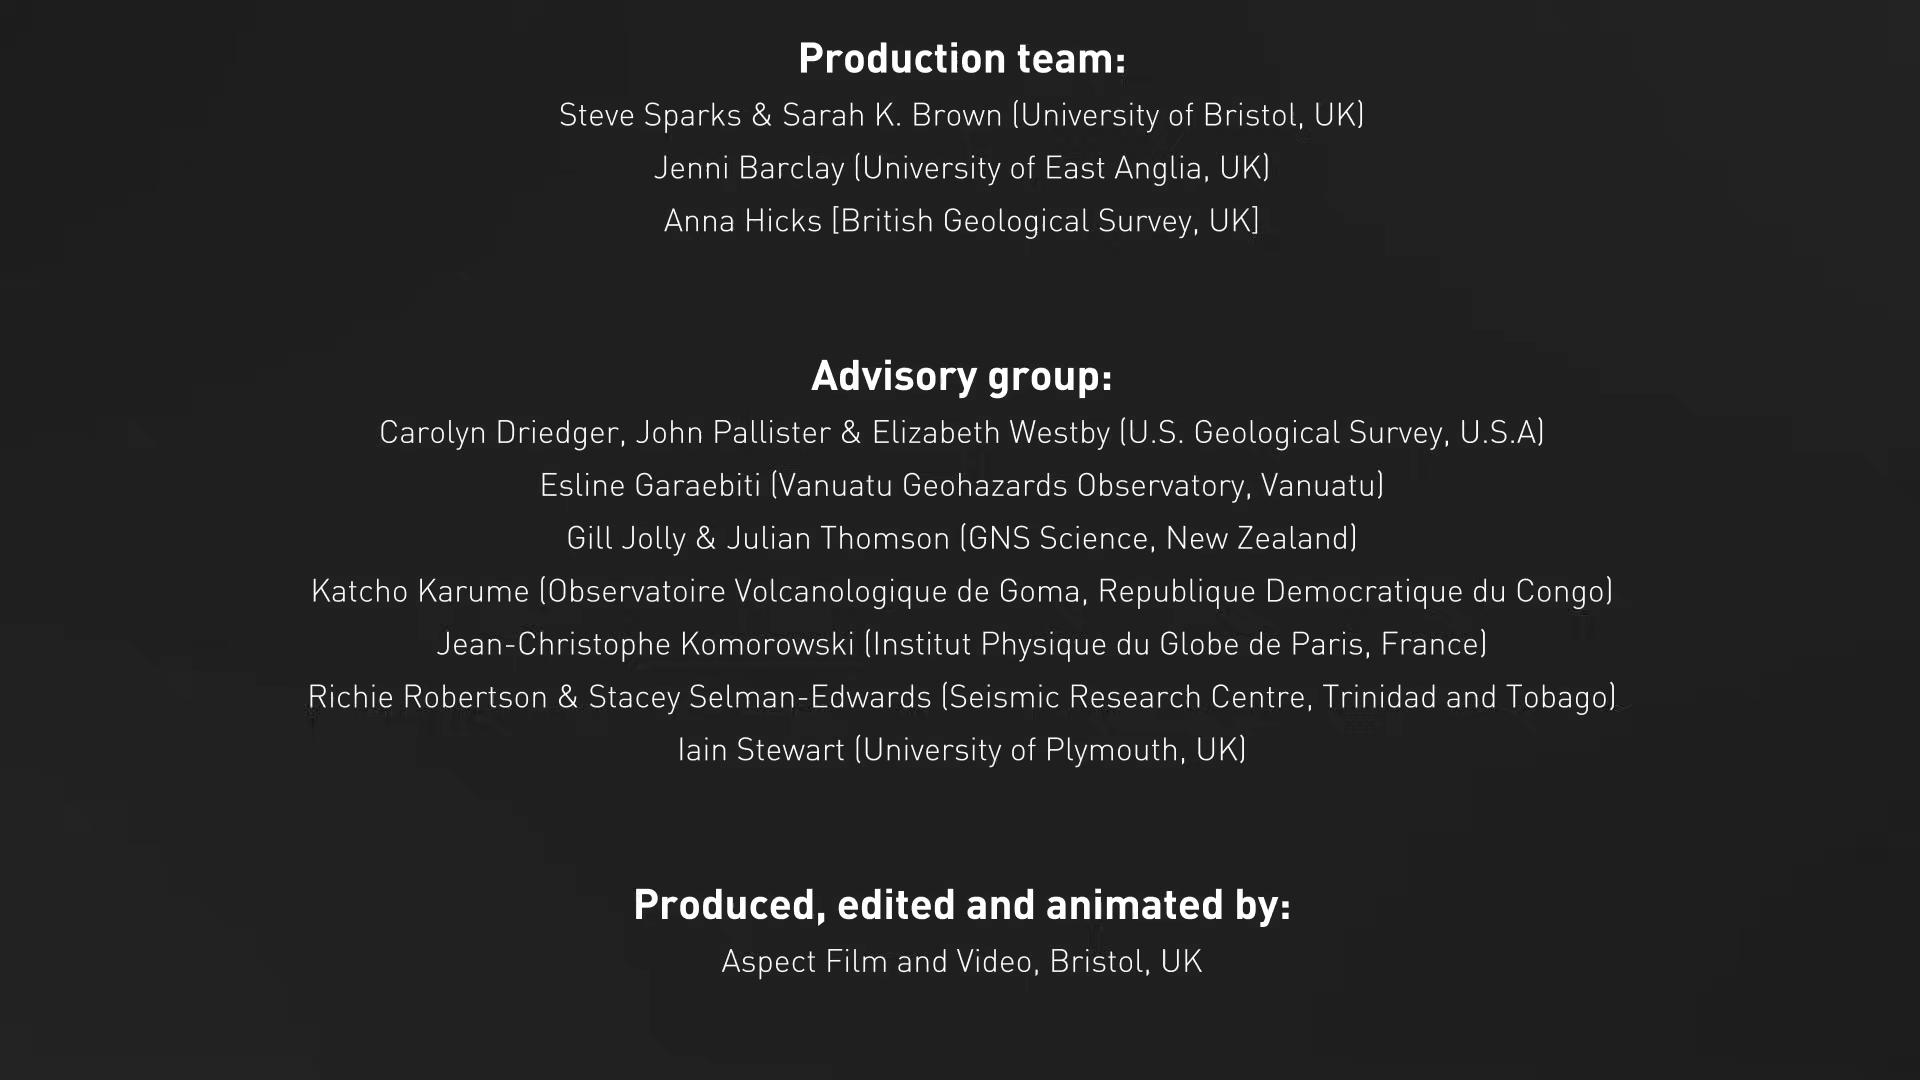 Production team:
Steve Sparks & Sarah K. Brown (University of Bristol, UK)
Jenni Barclay (University of East Anglia, UK)
Anna Hicks [British Geological Survey, UK]
Advisory group:
Carolyn Driedger, John Pallister & Elizabeth Westby (U.S. Geological Survey, U.S.A)
Esline Garaebiti (Vanuatu Geohazards Observatory, Vanuatu)
Gill Jolly & Julian Thomson (GNS Science, New Zealand)
Katcho Karume (Observatoire Volcanologique de Goma, Republique Democratique du Congo)
Jean-Christophe Komorowski (Institut Physique du Globe de Paris, France)
Richie Robertson & Stacey Selman-Edwards (Seismic Research Centre, Trinidad and Tobago)
Iain Stewart (University of Plymouth, UK)
Produced, edited and animated by:
Aspect Film and Video, Bristol, UK